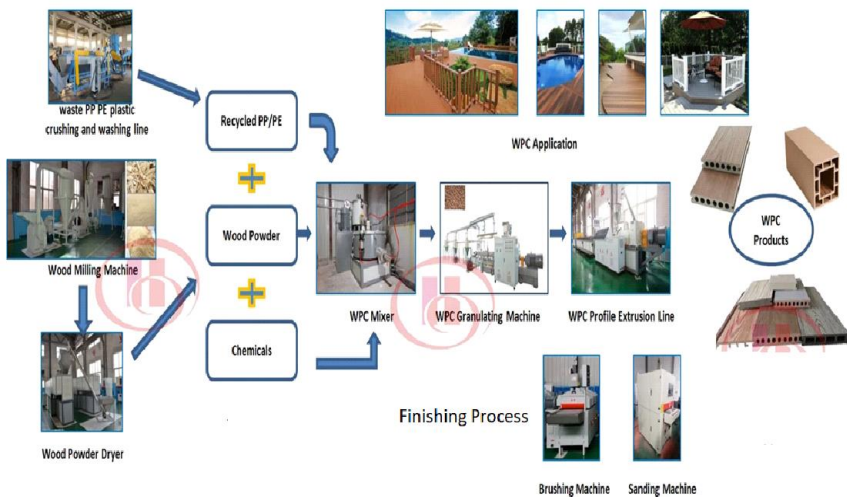 waste PP PE plastic
crushing and washing line
Recycled PP/PE
WPC Application
Wood Milling Machine
Wood Powder
WPC
Products
WPC Mixer
WPC Granulating Machine
WPC Profile Extrusion Line
Chemicals
Wood Powder Dryer
Finishing Process
Brushing Machine
Sanding Machine